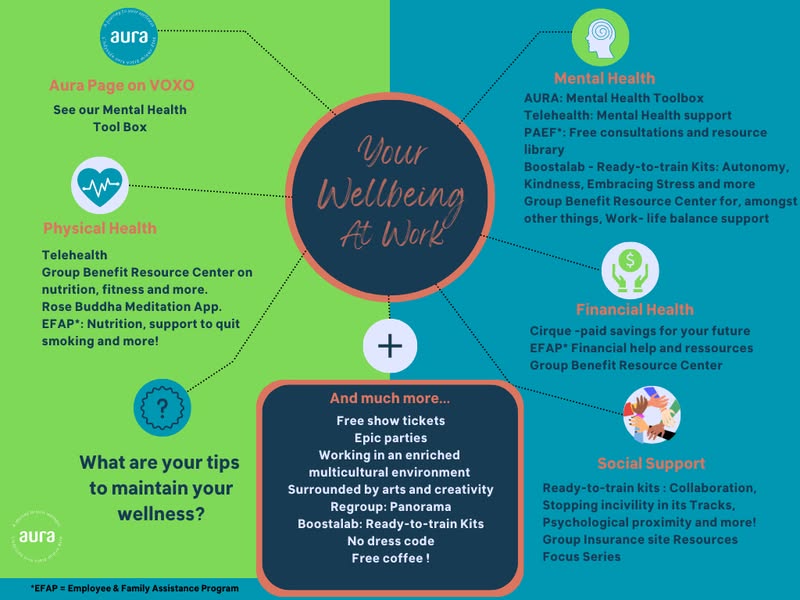 aura
Aura Page on VOXO
See our Mental Health
Tool Box
Physical Health
Telehealth
Group Benefit Resource Center on
nutrition, fitness and more.
Rose Buddha Meditation App.
EFAP*: Nutrition, support to quit
smoking and more!
?
What are your tips
to maintain your
wellness?
aura
*EFAP = Employee & Family Assistance Program
Your
Wellbeing
At Work
+
And much more...
Free show tickets
Epic parties
Working in an enriched
multicultural environment
Surrounded by arts and creativity
Regroup: Panorama
Boostalab: Ready-to-train Kits
No dress code
Free coffee !
Mental Health
AURA: Mental Health Toolbox
Telehealth: Mental Health support
PAEF*: Free consultations and resource
library
Boostalab - Ready-to-train Kits: Autonomy,
Kindness, Embracing Stress and more
Group Benefit Resource Center for, amongst
other things, Work- life balance support
$
Financial Health
Cirque -paid savings for your future
EFAP* Financial help and ressources
Group Benefit Resource Center
Social Support
Ready-to-train kits : Collaboration,
Stopping incivility in its Tracks,
Psychological proximity and more!
Group Insurance site Resources
Focus Series